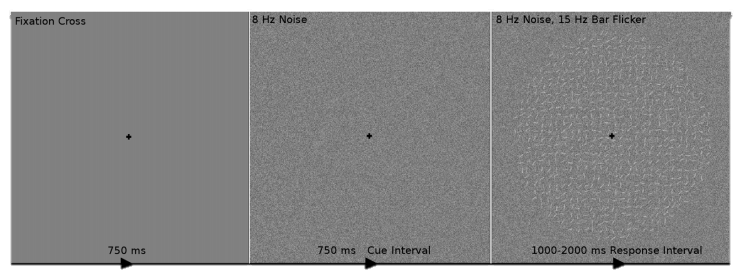 Fixation Cross
8 Hz Noise
8 Hz Noise, 15 Hz Bar Flicker
750 ms
750 ms Cue Interval
1000-2000 ms Response Interval